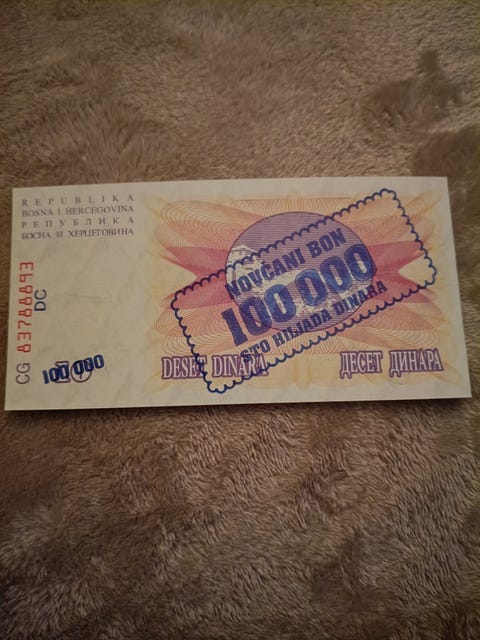 REPUBLIKA
BOSNA I HERCEGOVINA
РЕПУБЛИКА
БОСНА И ХЕРЦЕГОВИНА
CG 83788893
DC
100 000
NOVČANI BON
100 000
STO HILJADA DINARA
DESET DINARA
ДЕСЕТ ДИНАРА